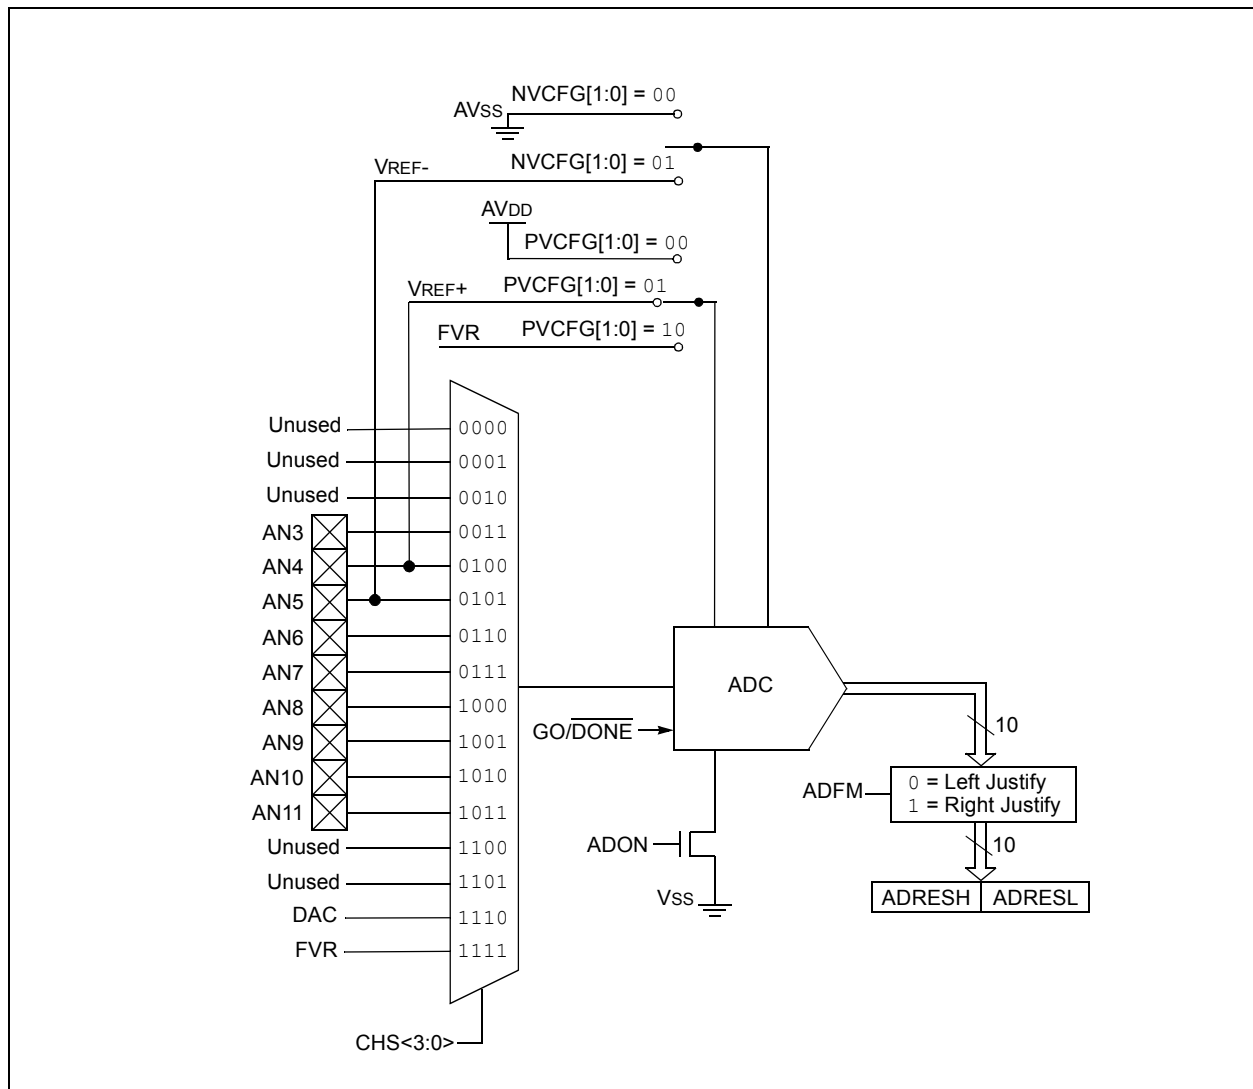 NVCFG[1:0] = 00
AVSS
VREF-
NVCFG[1:0] = 01
AVDD
PVCFG[1:0] = 00
VREF+
PVCFG[1:0] = 01
FVR
PVCFG[1:0] = 10
Unused 0000
Unused 0001
Unused 0010
AN3 0011
AN4 0100
AN5 0101
AN6 0110
AN7 0111
AN8 1000
AN9 1001
AN10 1010
AN11 1011
Unused 1100
Unused 1101
DAC 1110
FVR 1111
CHS<3:0>
ADC
GO/DONE
ADON
VSS
10
ADFM
0 = Left Justify
1 = Right Justify
10
ADRESH ADRESL